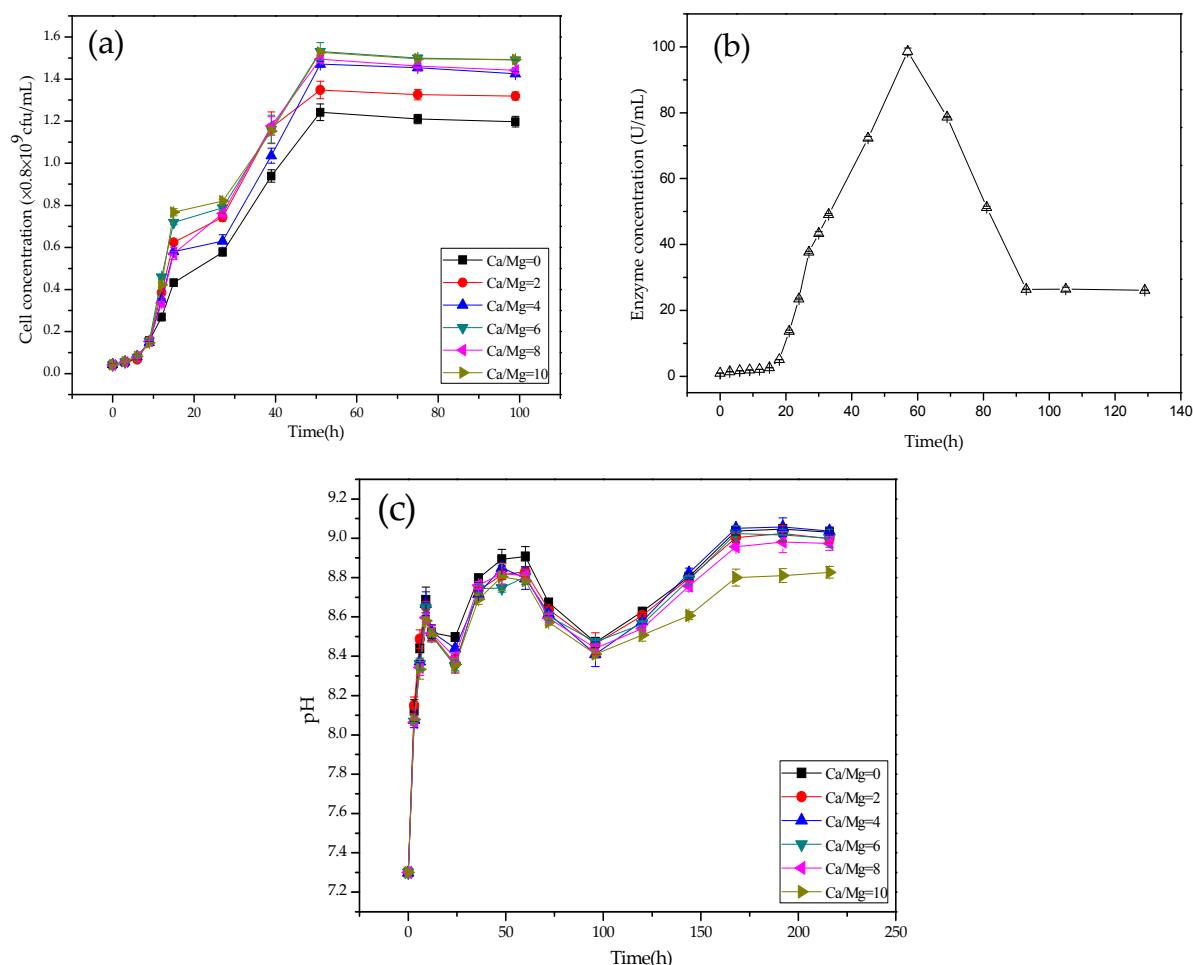 (a)
Cell concentration (×0.8×10⁹cfu/mL)
1.6
1.4
1.2
1.0
0.8
0.6
0.4
0.2
0.0
Ca/Mg=0
Ca/Mg=2
Ca/Mg=4
Ca/Mg=6
Ca/Mg=8
Ca/Mg=10
0 20 40 60 80 100
Time(h)
(b)
Enzyme concentration (U/mL)
100
80
60
40
20
0
0 20 40 60 80 100 120 140
Time(h)
(c)
pH
9.2
9.0
8.8
8.6
8.4
8.2
8.0
7.8
7.6
7.4
7.2
Ca/Mg=0
Ca/Mg=2
Ca/Mg=4
Ca/Mg=6
Ca/Mg=8
Ca/Mg=10
0 50 100 150 200 250
Time(h)